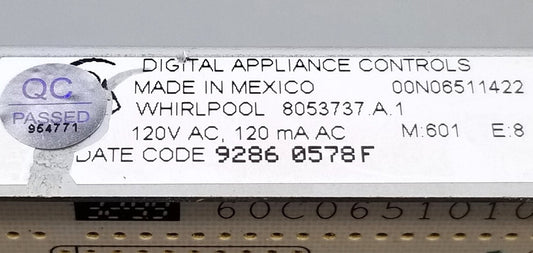 DIGITAL APPLIANCE CONTROLS
MADE IN MEXICO 00N06511422
WHIRLPOOL 8053737.A.1
120V AC, 120 mA AC M:601 E:8
DATE CODE 9286 0578F
QC
PASSED
954771
60C0651010